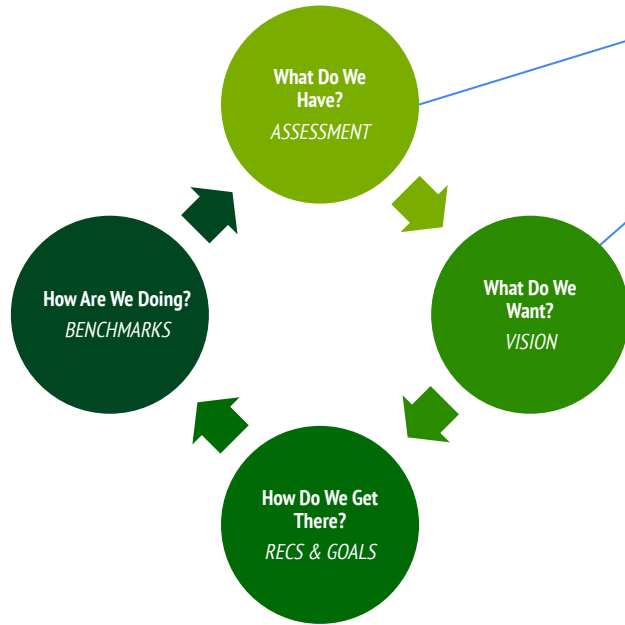 What Do We
Have?
ASSESSMENT
What Do We
Want?
VISION
How Do We Get
There?
RECS & GOALS
How Are We Doing?
BENCHMARKS